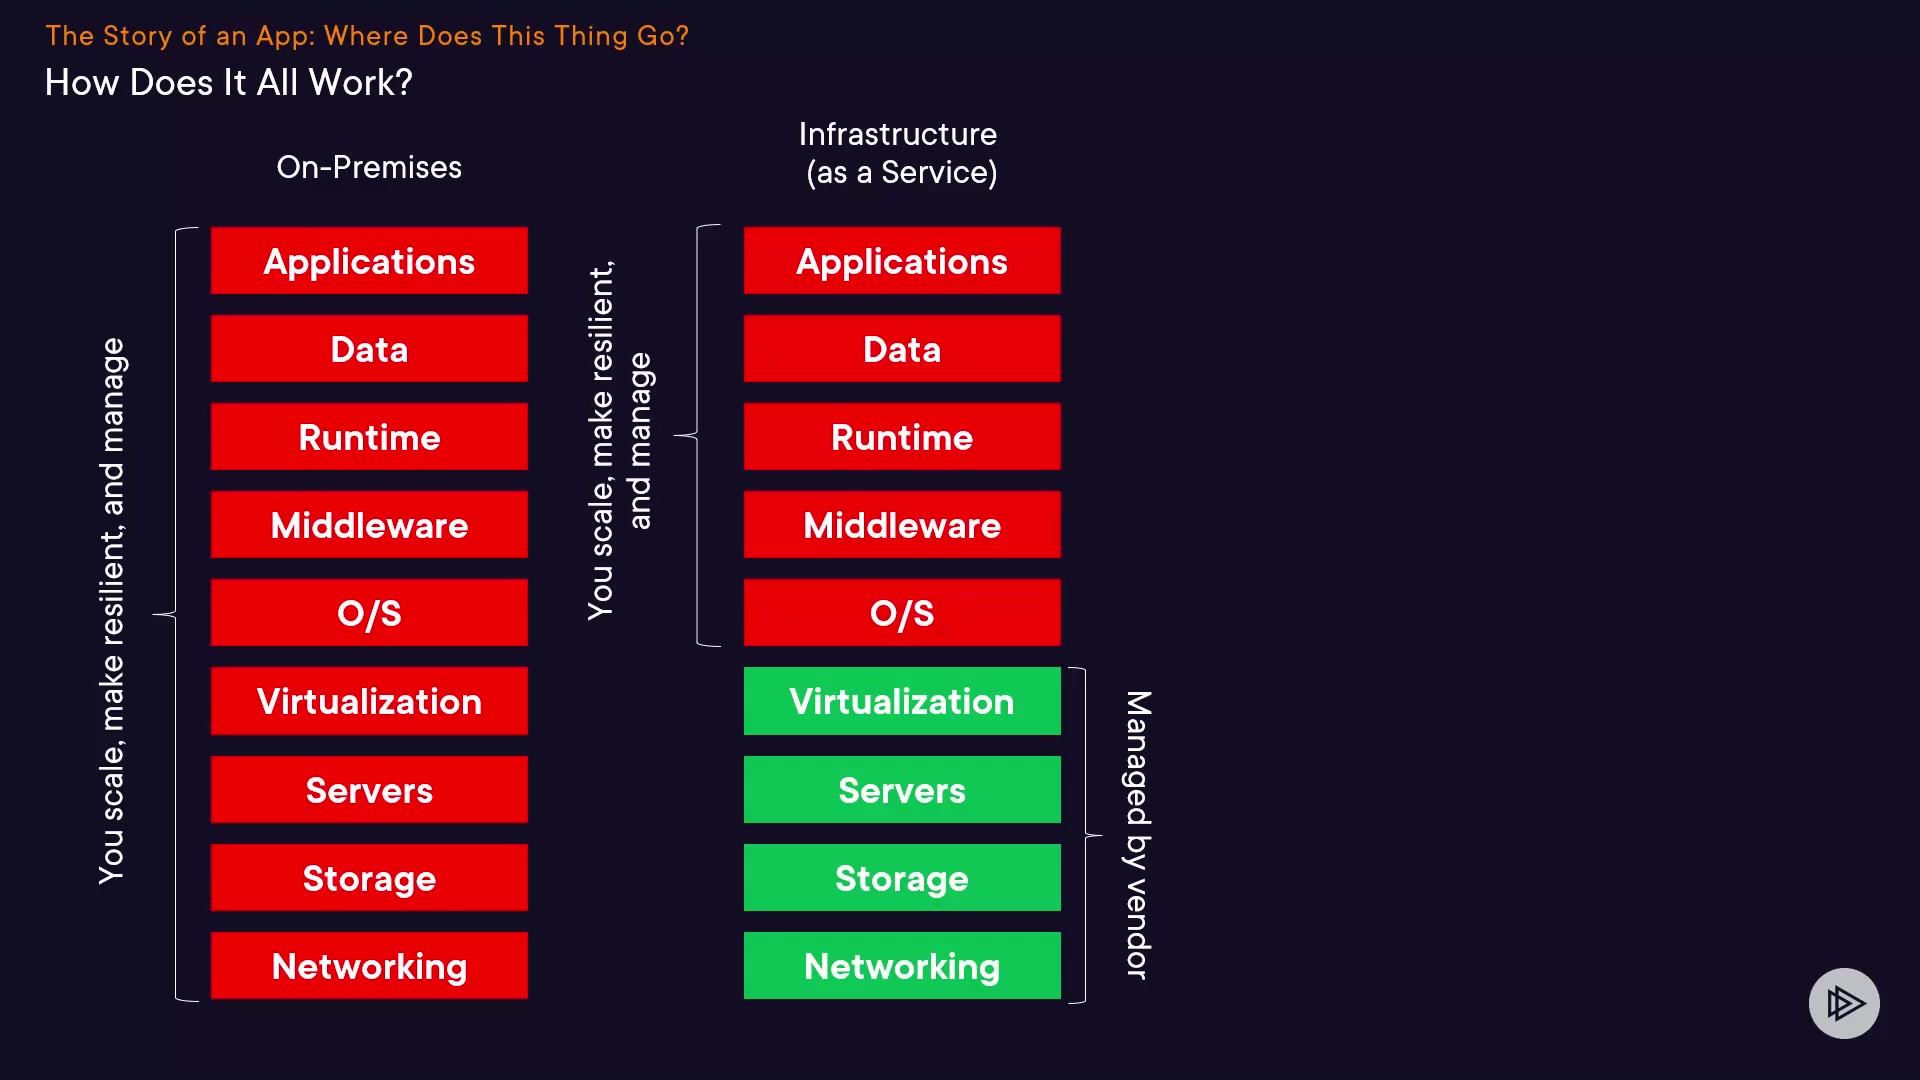 The Story of an App: Where Does This Thing Go?
How Does It All Work?
On-Premises
You scale, make resilient, and manage
Applications
Data
Runtime
Middleware
O/S
Virtualization
Servers
Storage
Networking
Infrastructure
(as a Service)
You scale, make resilient,
and manage
Applications
Data
Runtime
Middleware
O/S
Virtualization
Servers
Storage
Networking
Managed by vendor